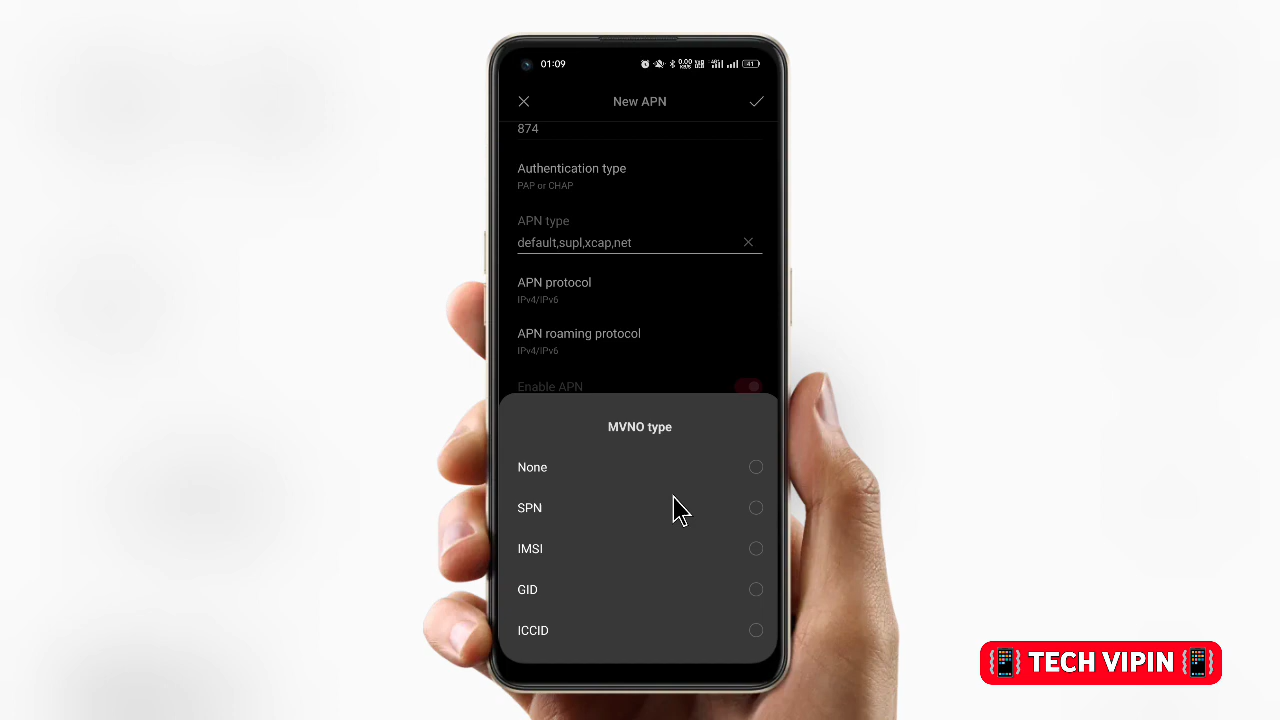 01:09
New APN
874
Authentication type
PAP or CHAP
APN type
default,supl,xcap,net
APN protocol
IPv4/IPv6
APN roaming protocol
IPv4/IPv6
Enable APN
MVNO type
None
SPN
IMSI
GID
ICCID
TECH VIPIN